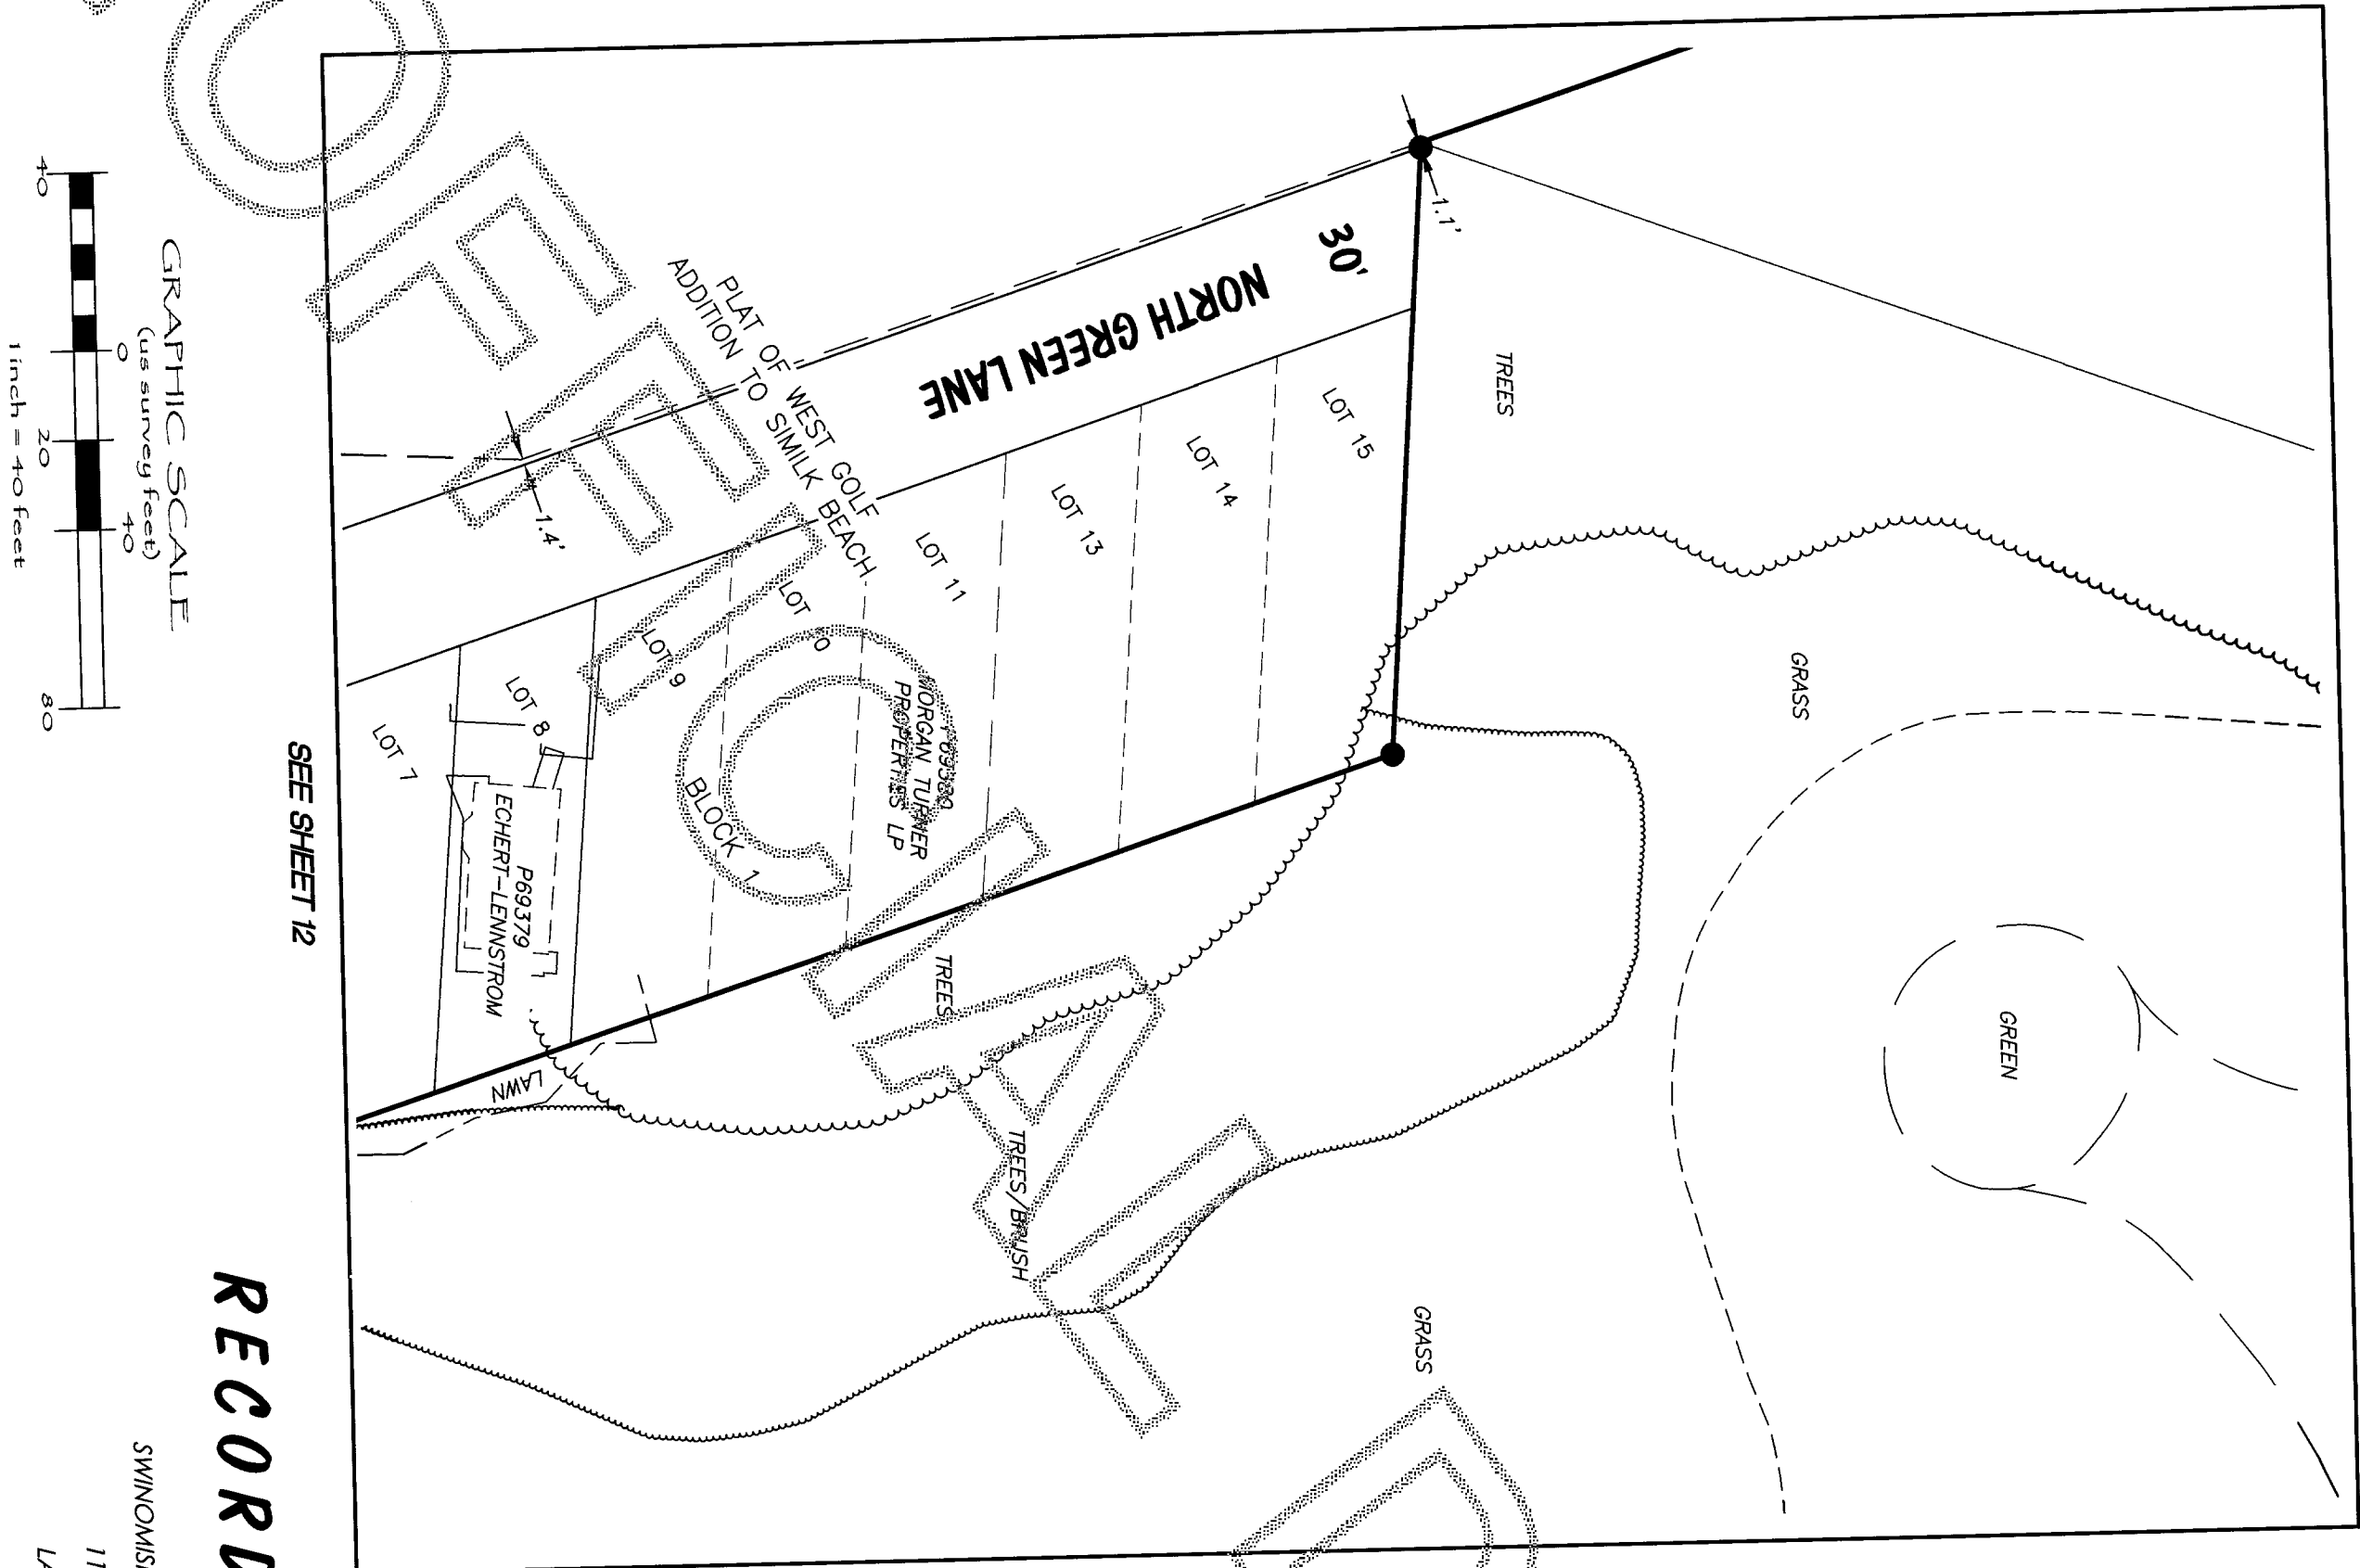 30'
NORTH GREEN LANE
1.1'
1.4'
TREES
GRASS
GREEN
PLAT OF WEST GOLF
ADDITION TO SIMILK BEACH
LOT 15
LOT 14
LOT 13
LOT 11
LOT 10
LOT 9
LOT 8
LOT 7
MORGAN TURNER
PROPERTIES LP
BLOCK 1
P69379
ECHERT-LENNSTROM
LAWN
TREES
TREES/BRUSH
GRASS
SEE SHEET 12
GRAPHIC SCALE
(us survey feet)
40 0 20 40 80
1 inch = 40 feet
RECORD
UNOFFICIAL